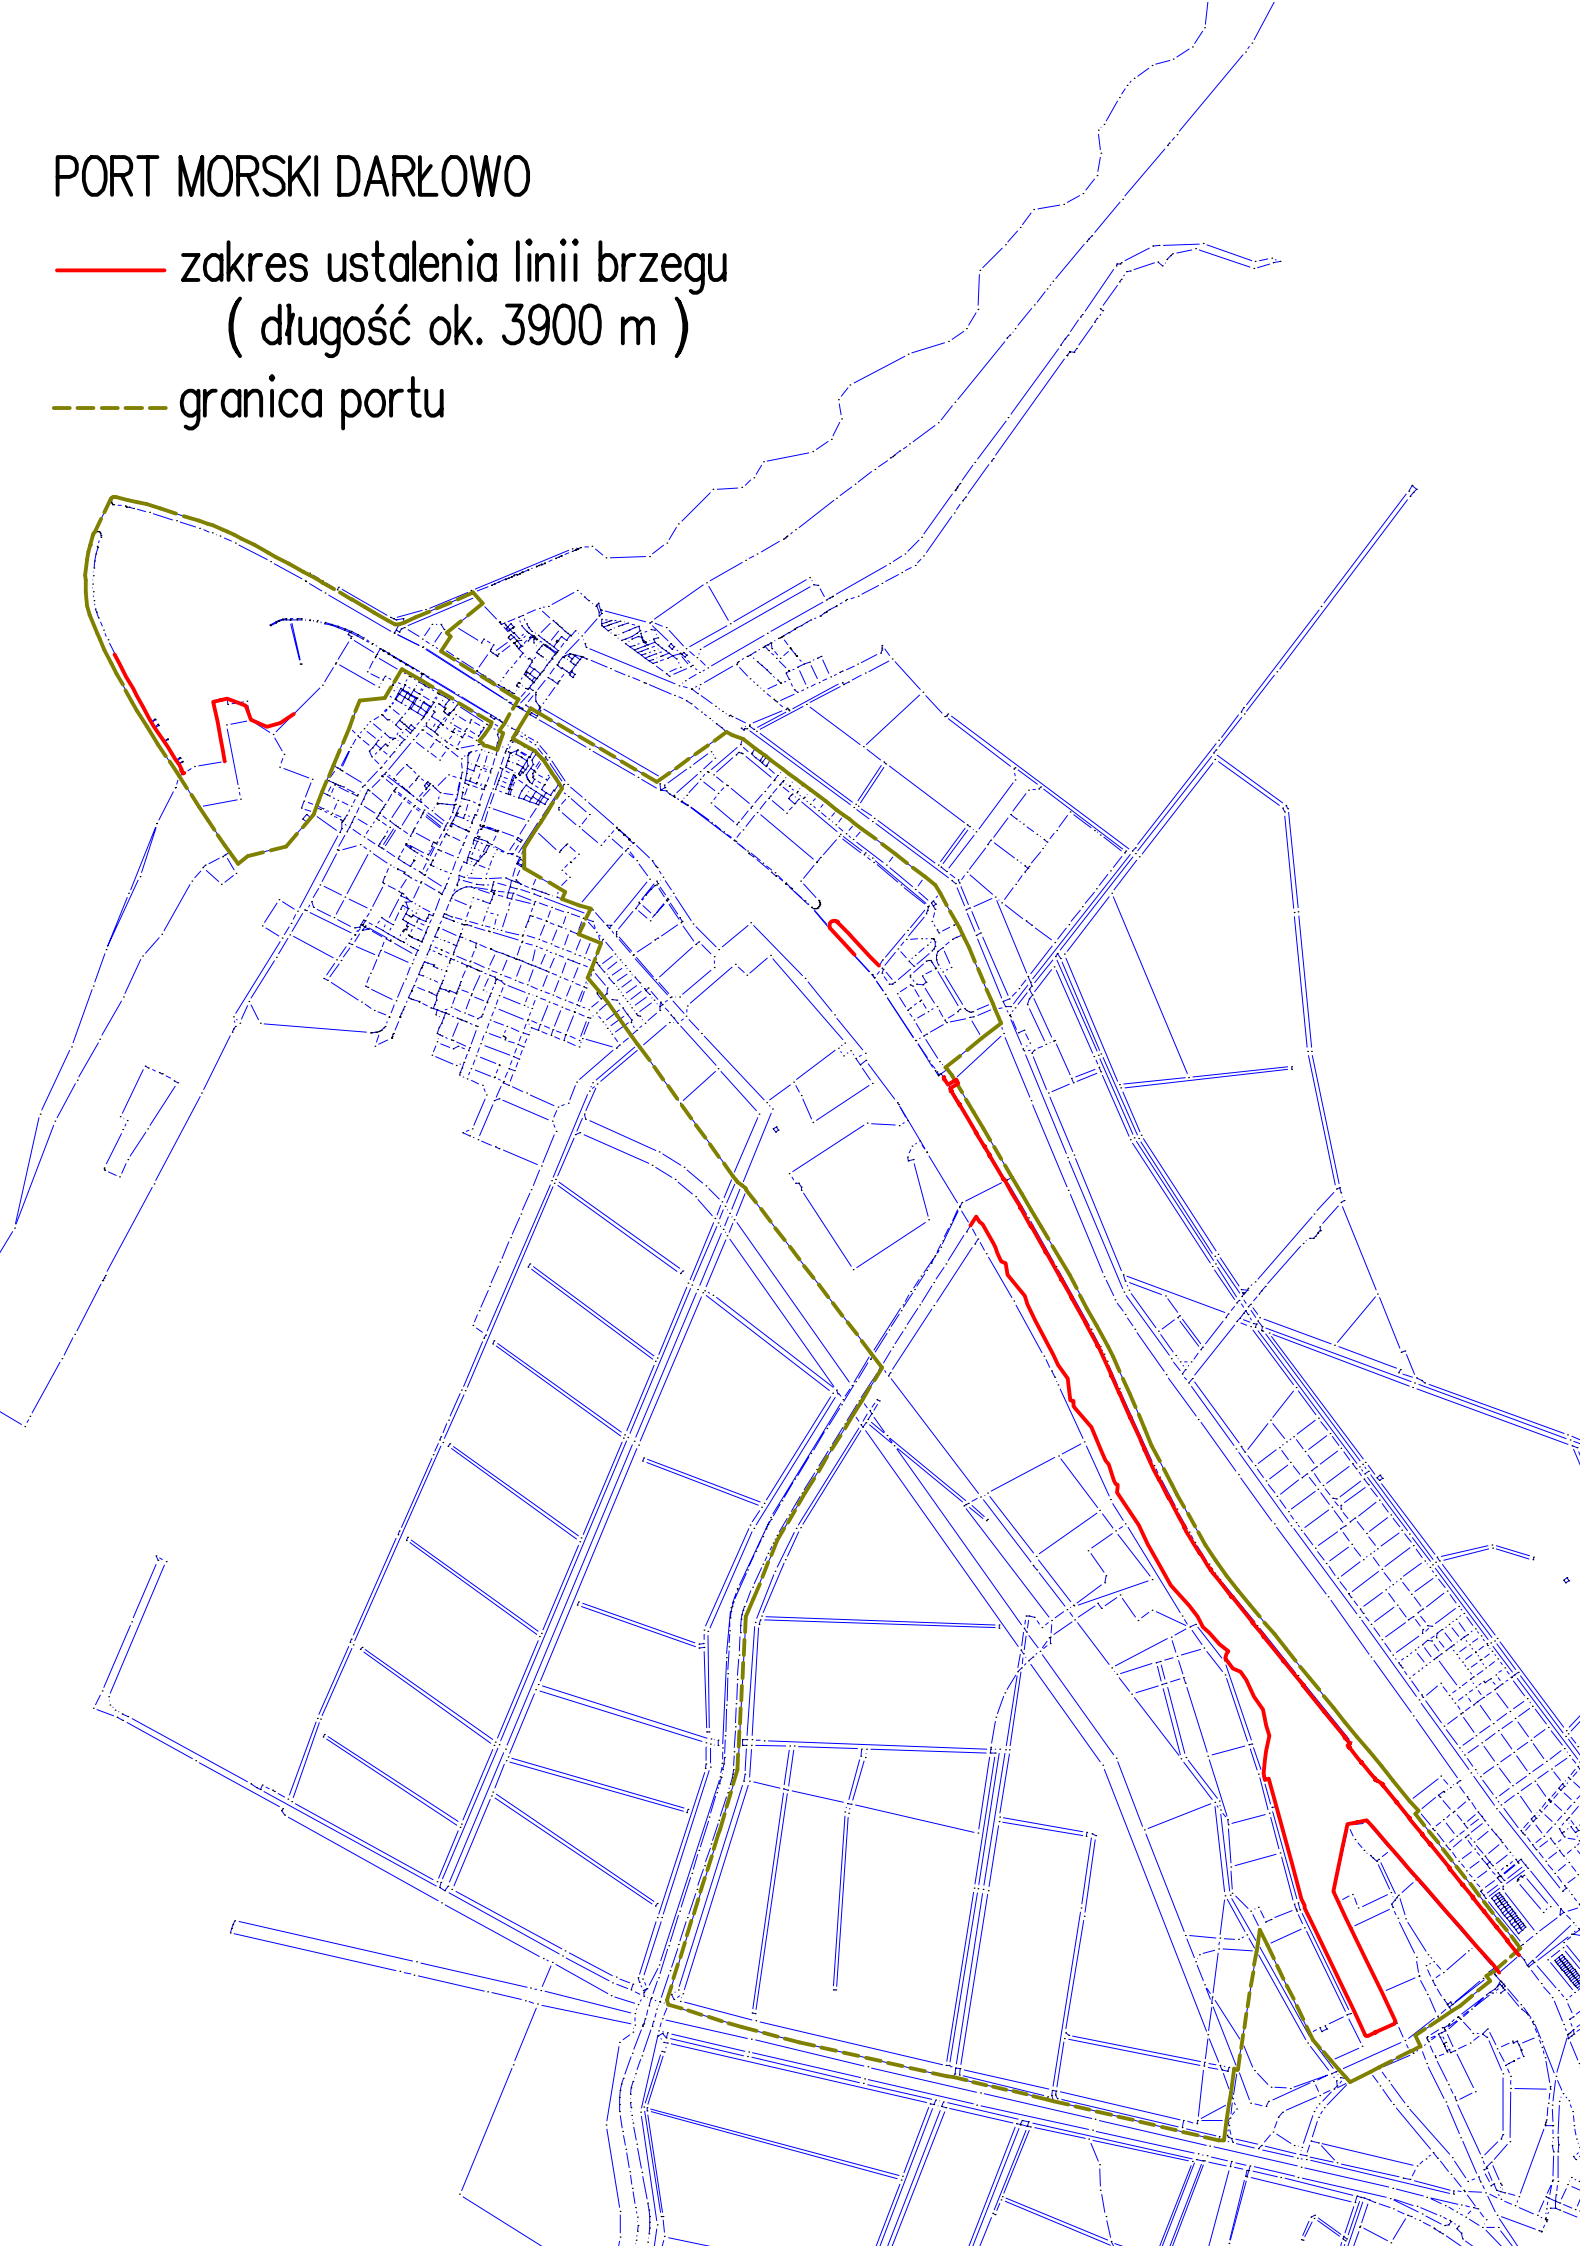 PORT MORSKI DARŁOWO
zakres ustalenia linii brzegu
( długość ok. 3900 m )
granica portu